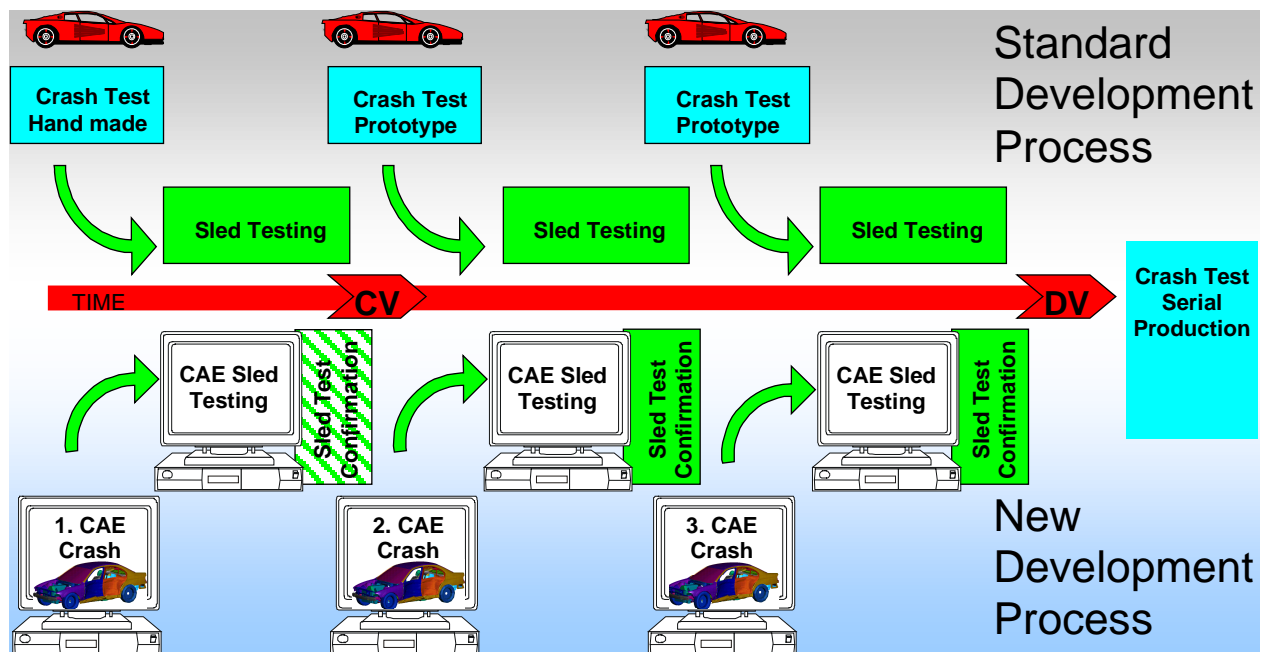 Standard
Development
Process
Crash Test
Hand made
Crash Test
Prototype
Crash Test
Prototype
Sled Testing
Sled Testing
Sled Testing
TIME
CV
DV
Crash Test
Serial
Production
CAE Sled
Testing
Sled Test
Confirmation
CAE Sled
Testing
Sled Test
Confirmation
CAE Sled
Testing
Sled Test
Confirmation
1. CAE
Crash
2. CAE
Crash
3. CAE
Crash
New
Development
Process